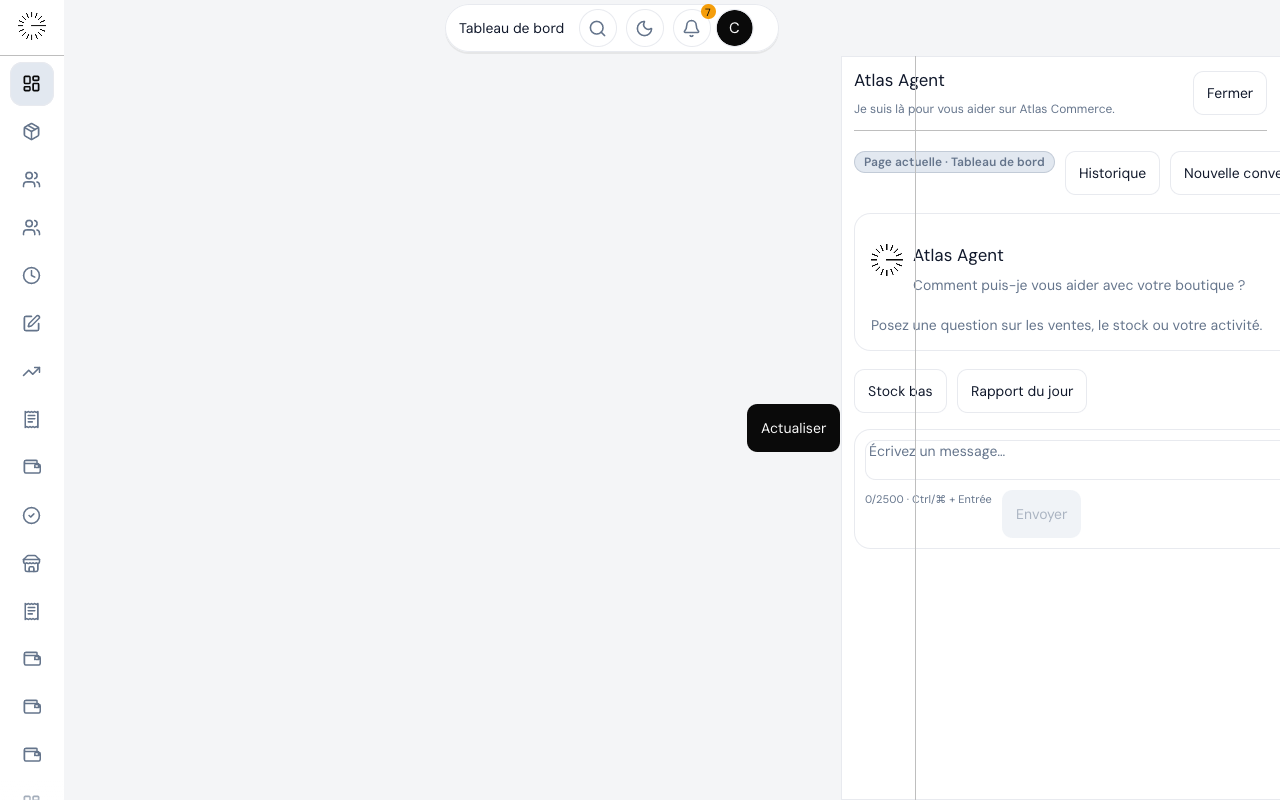 Tableau de bord
7
C
Atlas Agent
Je suis là pour vous aider sur Atlas Commerce.
Fermer
Page actuelle · Tableau de bord
Historique
Nouvelle conve
Atlas Agent
Comment puis-je vous aider avec votre boutique ?
Posez une question sur les ventes, le stock ou votre activité.
Stock bas
Rapport du jour
Actualiser
Écrivez un message…
0/2500 · Ctrl/⌘ + Entrée
Envoyer